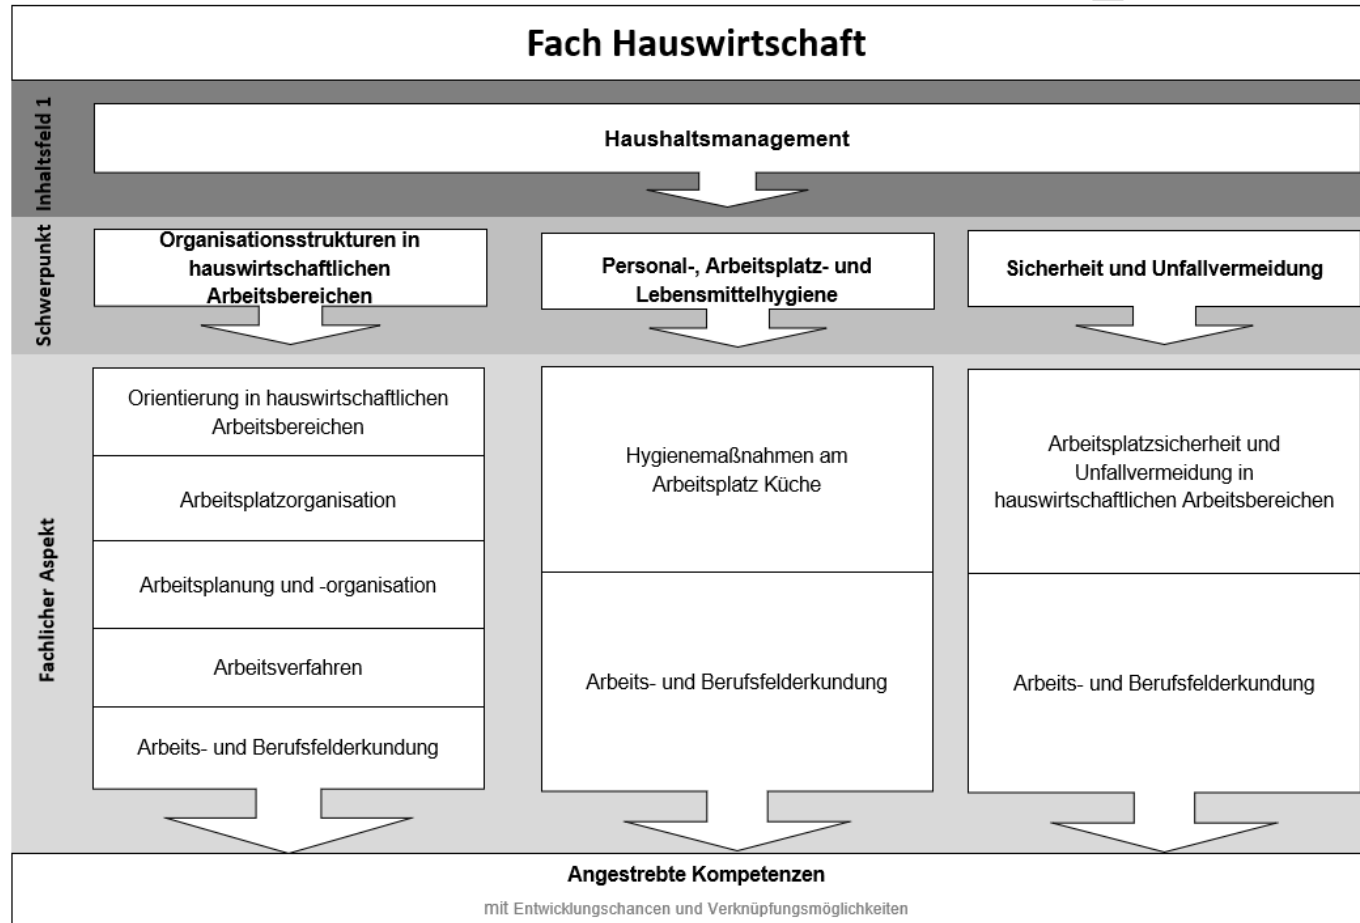 Fach Hauswirtschaft
Inhaltsfeld 1
Haushaltsmanagement
Schwerpunkt
Organisationsstrukturen in
hauswirtschaftlichen
Arbeitsbereichen
Personal-, Arbeitsplatz- und
Lebensmittelhygiene
Sicherheit und Unfallvermeidung
Fachlicher Aspekt
Orientierung in hauswirtschaftlichen
Arbeitsbereichen
Arbeitsplatzorganisation
Arbeitsplanung und -organisation
Arbeitsverfahren
Arbeits- und Berufsfelderkundung
Hygienemaßnahmen am
Arbeitsplatz Küche
Arbeits- und Berufsfelderkundung
Arbeitsplatzsicherheit und
Unfallvermeidung in
hauswirtschaftlichen Arbeitsbereichen
Arbeits- und Berufsfelderkundung
Angestrebte Kompetenzen
mit Entwicklungschancen und Verknüpfungsmöglichkeiten